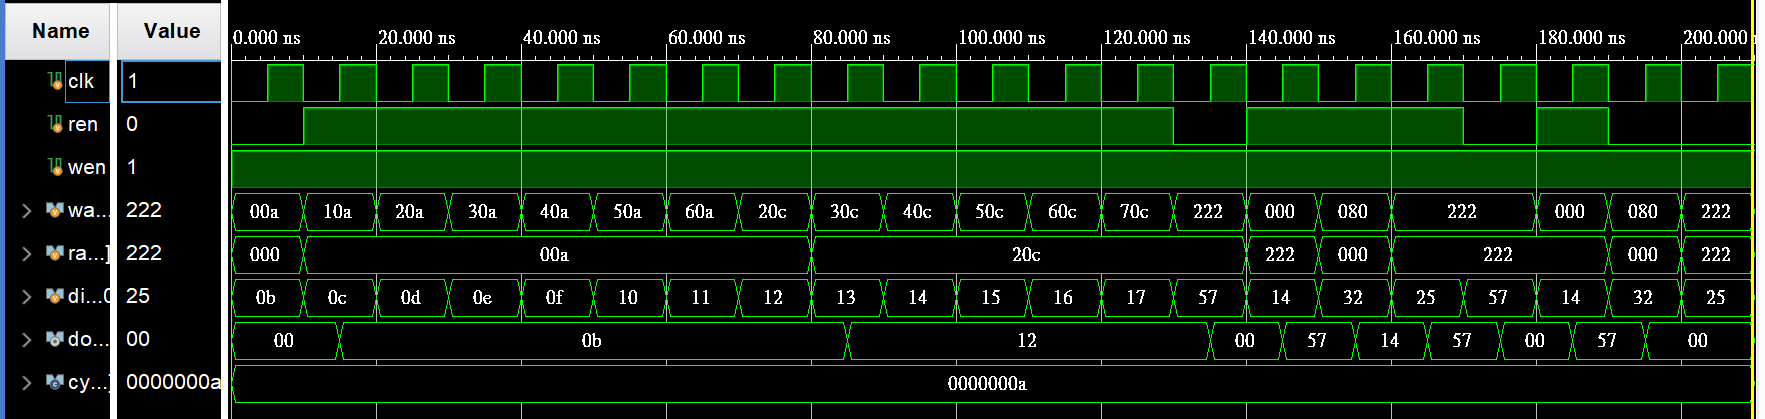 Name Value
0.000 ns 20.000 ns 40.000 ns 60.000 ns 80.000 ns 100.000 ns 120.000 ns 140.000 ns 160.000 ns 180.000 ns 200.000
clk 1
ren 0
wen 1
wa... 222 00a 10a 20a 30a 40a 50a 60a 20c 30c 40c 50c 60c 70c 222 000 080 222 000 080 222
ra...] 222 000 00a 20c 222 000 222 000 222
di...0 25 0b 0c 0d 0e 0f 10 11 12 13 14 15 16 17 57 14 32 25 57 14 32 25
do... 00 00 0b 12 00 57 14 57 00 57 00
cy...] 0000000a 0000000a